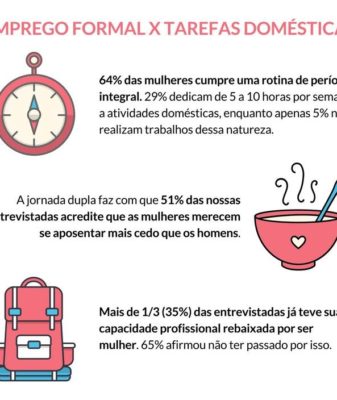 MPREGO FORMAL X TAREFAS DOMÉSTICA
64% das mulheres cumpre uma rotina de perío
integral. 29% dedicam de 5 a 10 horas por sema
a atividades domésticas, enquanto apenas 5% n
realizam trabalhos dessa natureza.
A jornada dupla faz com que 51% das nossas
trevistadas acredite que as mulheres merecem
se aposentar mais cedo que os homens.
Mais de 1/3 (35%) das entrevistadas já teve sua
capacidade profissional rebaixada por ser
mulher. 65% afirmou não ter passado por isso.